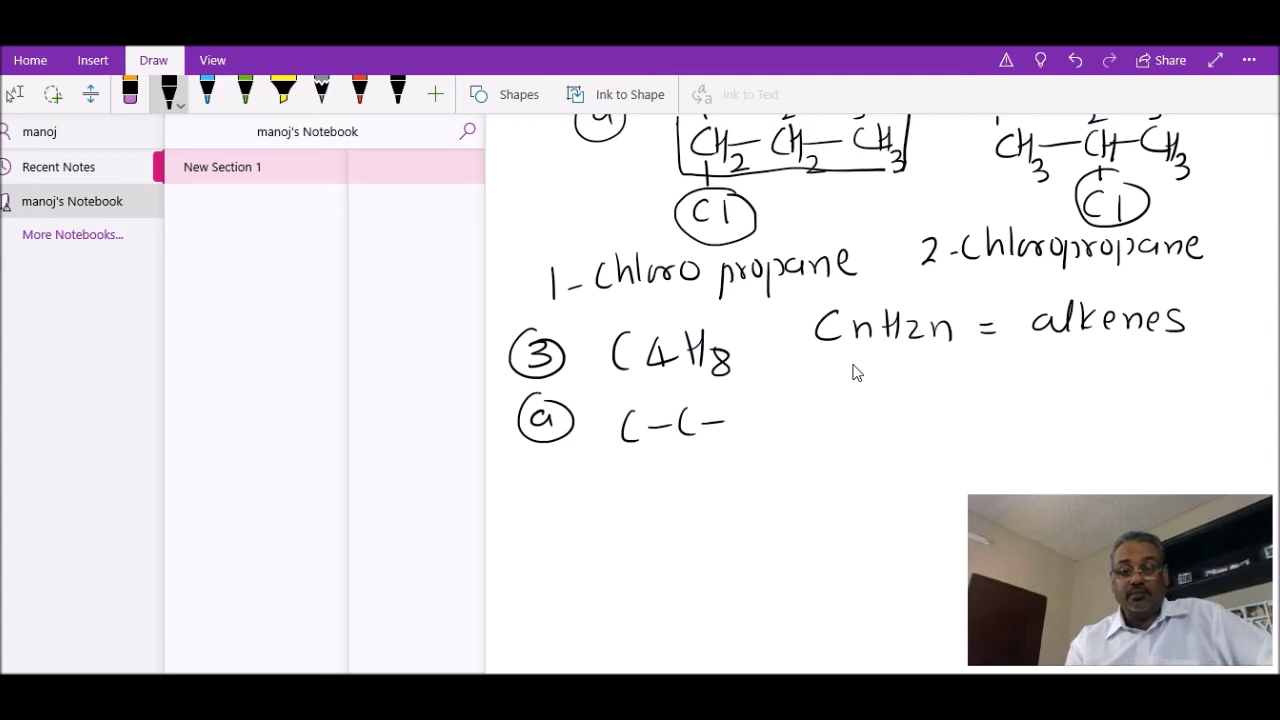 Home Insert Draw View Share
Shapes Ink to Shape Ink to Text
manoj manoj's Notebook
Recent Notes New Section 1
manoj's Notebook
More Notebooks...
CH2—CH2—CH3 CH3—CH—CH3
Cl Cl
1-Chloro propane 2-Chloropropane
3 C4H8 CnH2n = alkenes
a C-C-